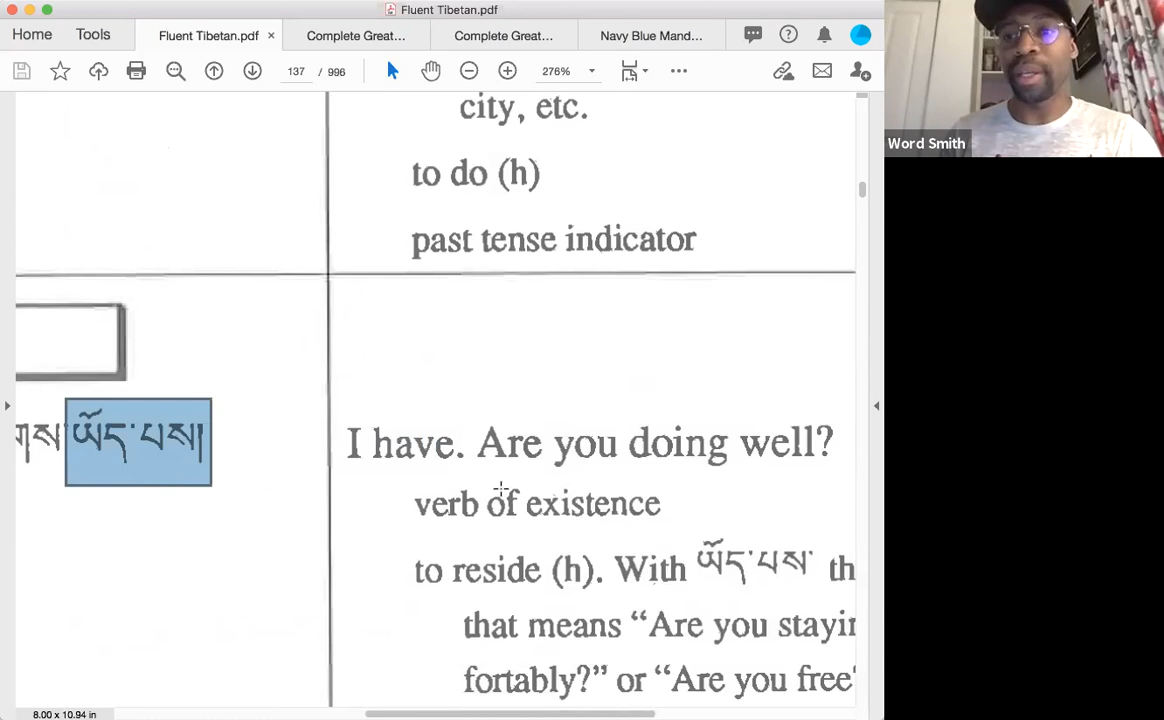 Fluent Tibetan.pdf
Home
Tools
Fluent Tibetan.pdf ×
Complete Great...
Complete Great...
Navy Blue Mand...
137 / 996
276%
Word Smith
city, etc.
to do (h)
past tense indicator
གས་ཡོད་པས།
I have. Are you doing well?
verb of existence
to reside (h). With ཡོད་པས་ th
that means “Are you stayin
fortably?” or “Are you free
8.00 x 10.94 in